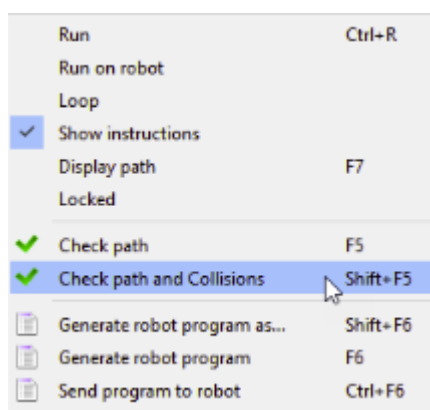 Run Ctrl+R
Run on robot
Loop
Show instructions
Display path F7
Locked
Check path F5
Check path and Collisions Shift+F5
Generate robot program as... Shift+F6
Generate robot program F6
Send program to robot Ctrl+F6